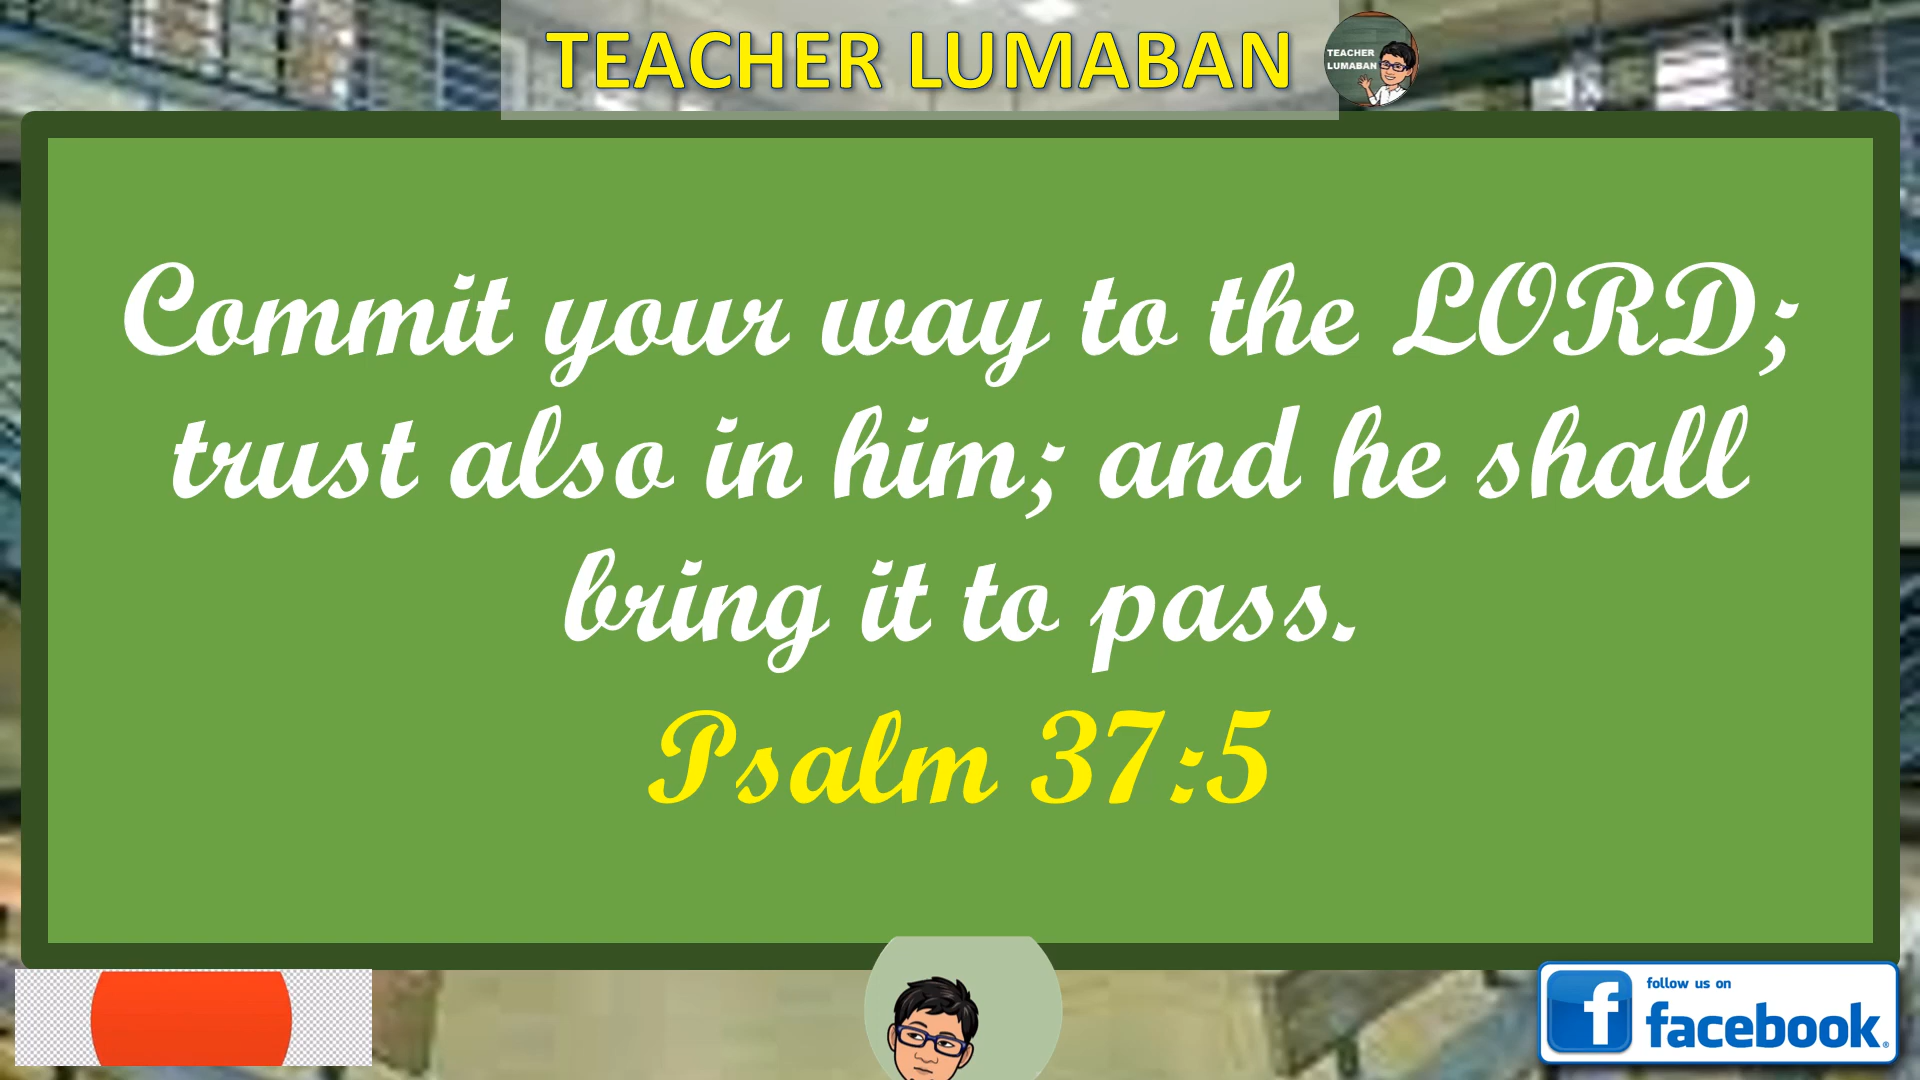 TEACHER LUMABAN
TEACHER
LUMABAN
Commit your way to the LORD;
trust also in him; and he shall
bring it to pass.
Psalm 37:5
follow us on
f facebook®